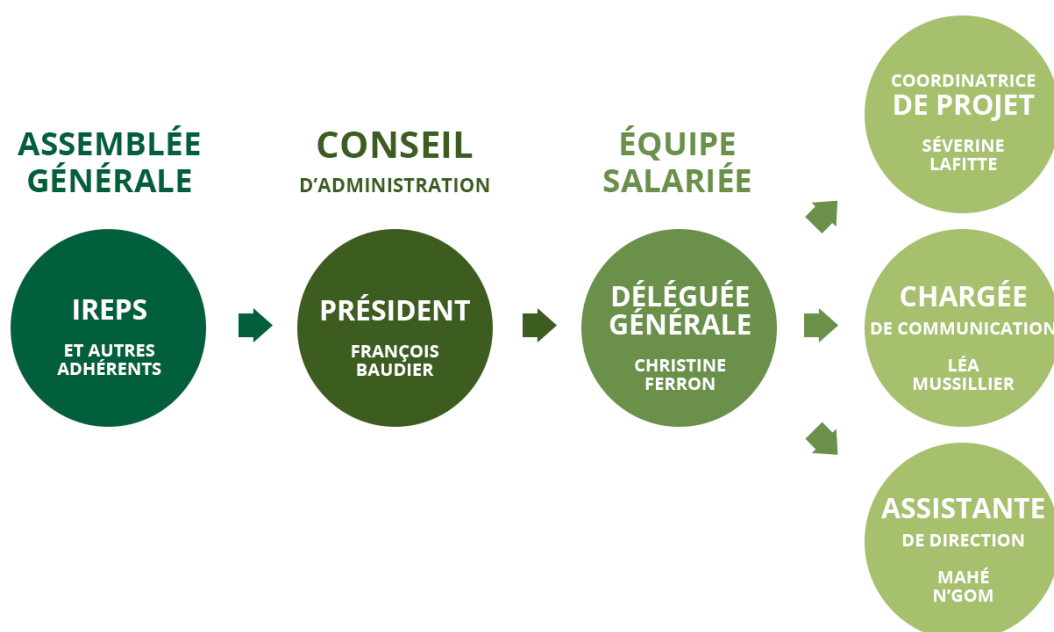 ASSEMBLÉE
GÉNÉRALE
IREPS
ET AUTRES
ADHÉRENTS
CONSEIL
D’ADMINISTRATION
PRÉSIDENT
FRANÇOIS
BAUDIER
ÉQUIPE
SALARIÉE
DÉLÉGUÉE
GÉNÉRALE
CHRISTINE
FERRON
COORDINATRICE
DE PROJET
SÉVERINE
LAFITTE
CHARGÉE
DE COMMUNICATION
LÉA
MUSSILLIER
ASSISTANTE
DE DIRECTION
MAHÉ
N’GOM